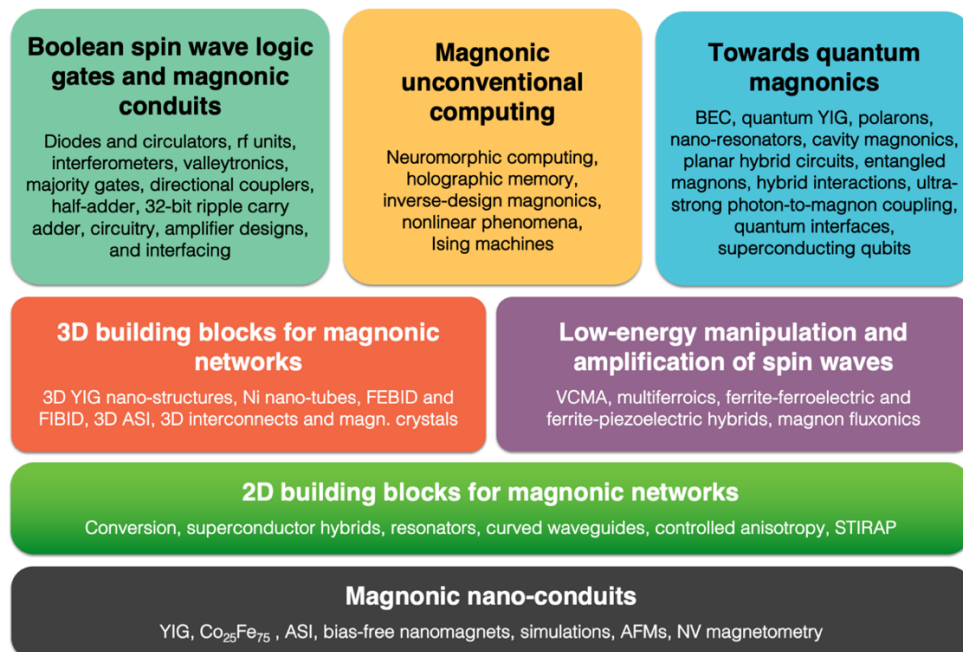 Boolean spin wave logic
gates and magnonic
conduits
Diodes and circulators, rf units,
interferometers, valleytronics,
majority gates, directional couplers,
half-adder, 32-bit ripple carry
adder, circuitry, amplifier designs,
and interfacing
Magnonic
unconventional
computing
Neuromorphic computing,
holographic memory,
inverse-design magnonics,
nonlinear phenomena,
Ising machines
Towards quantum
magnonics
BEC, quantum YIG, polarons,
nano-resonators, cavity magnonics,
planar hybrid circuits, entangled
magnons, hybrid interactions, ultra-
strong photon-to-magnon coupling,
quantum interfaces,
superconducting qubits
3D building blocks for magnonic
networks
3D YIG nano-structures, Ni nano-tubes, FEBID and
FIBID, 3D ASI, 3D interconnects and magn. crystals
Low-energy manipulation and
amplification of spin waves
VCMA, multiferroics, ferrite-ferroelectric and
ferrite-piezoelectric hybrids, magnon fluxonics
2D building blocks for magnonic networks
Conversion, superconductor hybrids, resonators, curved waveguides, controlled anisotropy, STIRAP
Magnonic nano-conduits
YIG, Co₂₅Fe₇₅ , ASI, bias-free nanomagnets, simulations, AFMs, NV magnetometry